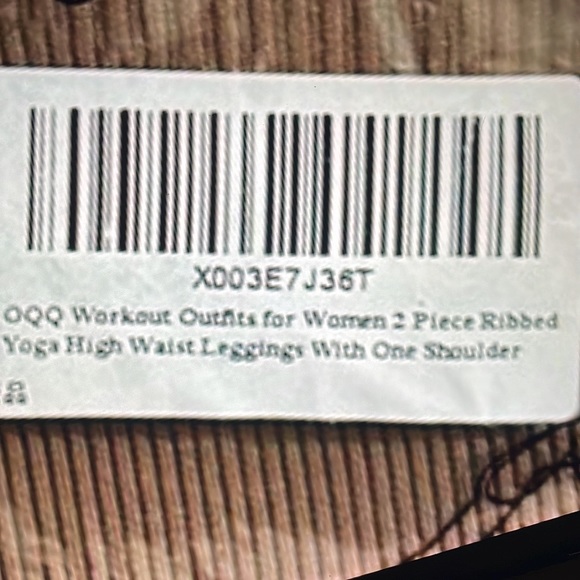 X003E7J36T
OQQ Workout Outfits for Women 2 Piece Ribbed
Yoga High Waist Leggings With One Shoulder